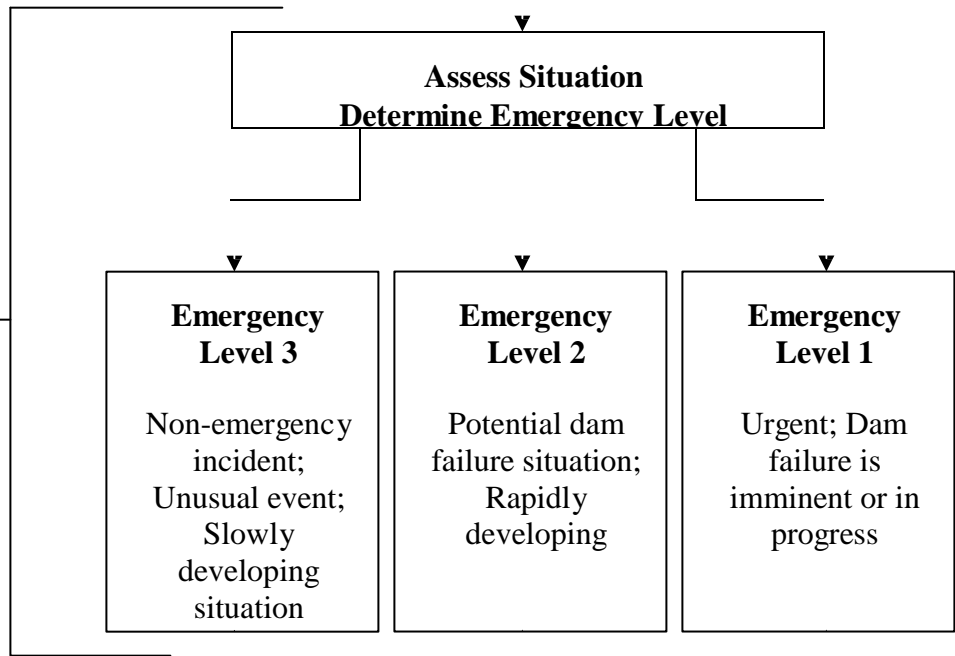 Assess Situation
Determine Emergency Level
Emergency
Level 3
Non-emergency
incident;
Unusual event;
Slowly
developing
situation
Emergency
Level 2
Potential dam
failure situation;
Rapidly
developing
Emergency
Level 1
Urgent; Dam
failure is
imminent or in
progress